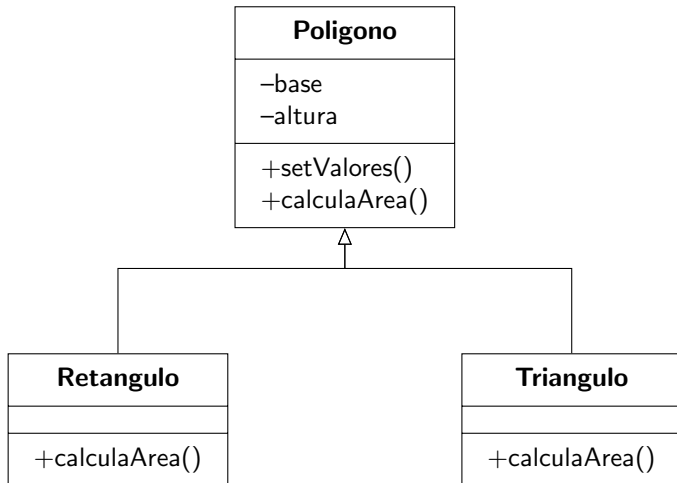 Poligono
–base
–altura
+setValores()
+calculaArea()
Retangulo
+calculaArea()
Triangulo
+calculaArea()